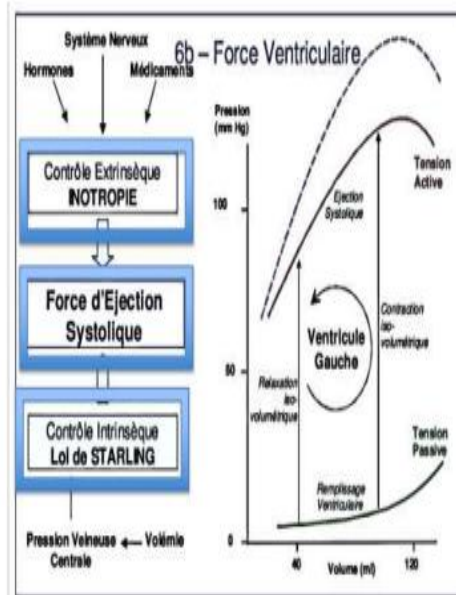 6b – Force Ventriculaire
Système Nerveux
Hormones
Médicaments
Contrôle Extrinsèque
INOTROPIE
Force d'Ejection
Systolique
Contrôle Intrinsèque
Loi de STARLING
Pression Veineuse
Centrale
Volémie
Pression
(mm Hg)
100
50
0
Ejection
Systolique
Tension
Active
Contraction
iso-
volumétrique
Ventricule
Gauche
Relaxation
iso-
volumétrique
Tension
Passive
Remplissage
Ventriculaire
40
120
Volume (ml)